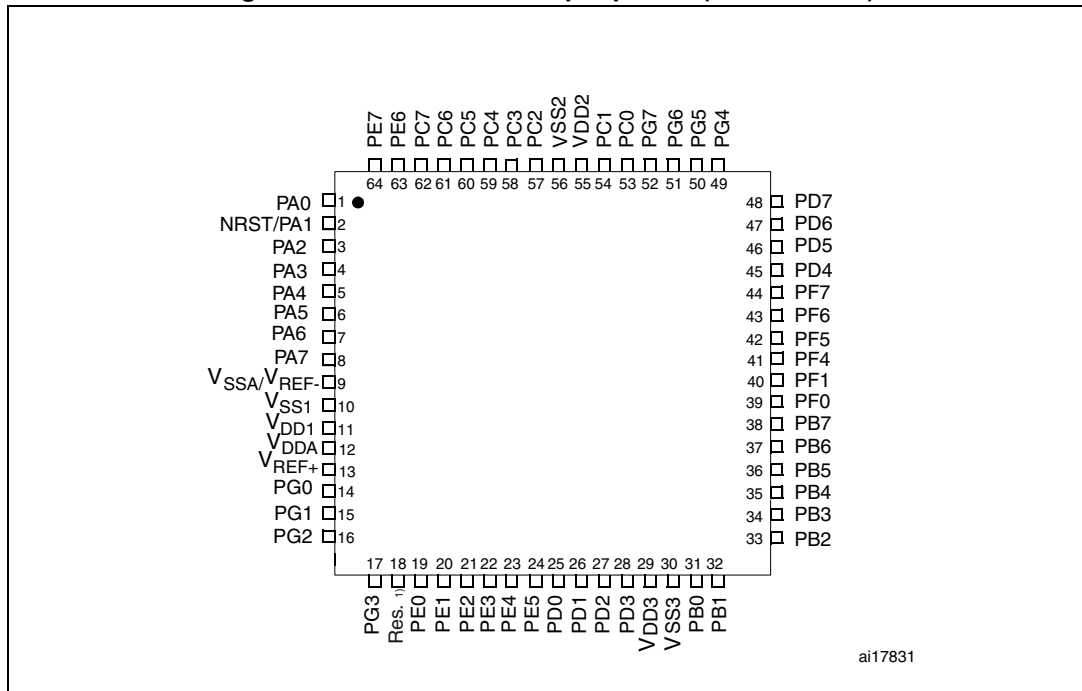 PE7 PE6 PC7 PC6 PC5 PC4 PC3 PC2 VSS2 VDD2 PC1 PC0 PG7 PG6 PG5 PG4
64 63 62 61 60 59 58 57 56 55 54 53 52 51 50 49
PA0 1
NRST/PA1 2
PA2 3
PA3 4
PA4 5
PA5 6
PA6 7
PA7 8
VSSA/VREF- 9
VSS1 10
VDD1 11
VDDA 12
VREF+ 13
PG0 14
PG1 15
PG2 16
48 PD7
47 PD6
46 PD5
45 PD4
44 PF7
43 PF6
42 PF5
41 PF4
40 PF1
39 PF0
38 PB7
37 PB6
36 PB5
35 PB4
34 PB3
33 PB2
17 18 19 20 21 22 23 24 25 26 27 28 29 30 31 32
PG3 Res. 1) PE0 PE1 PE2 PE3 PE4 PE5 PD0 PD1 PD2 PD3 VDD3 VSS3 PB0 PB1
ai17831